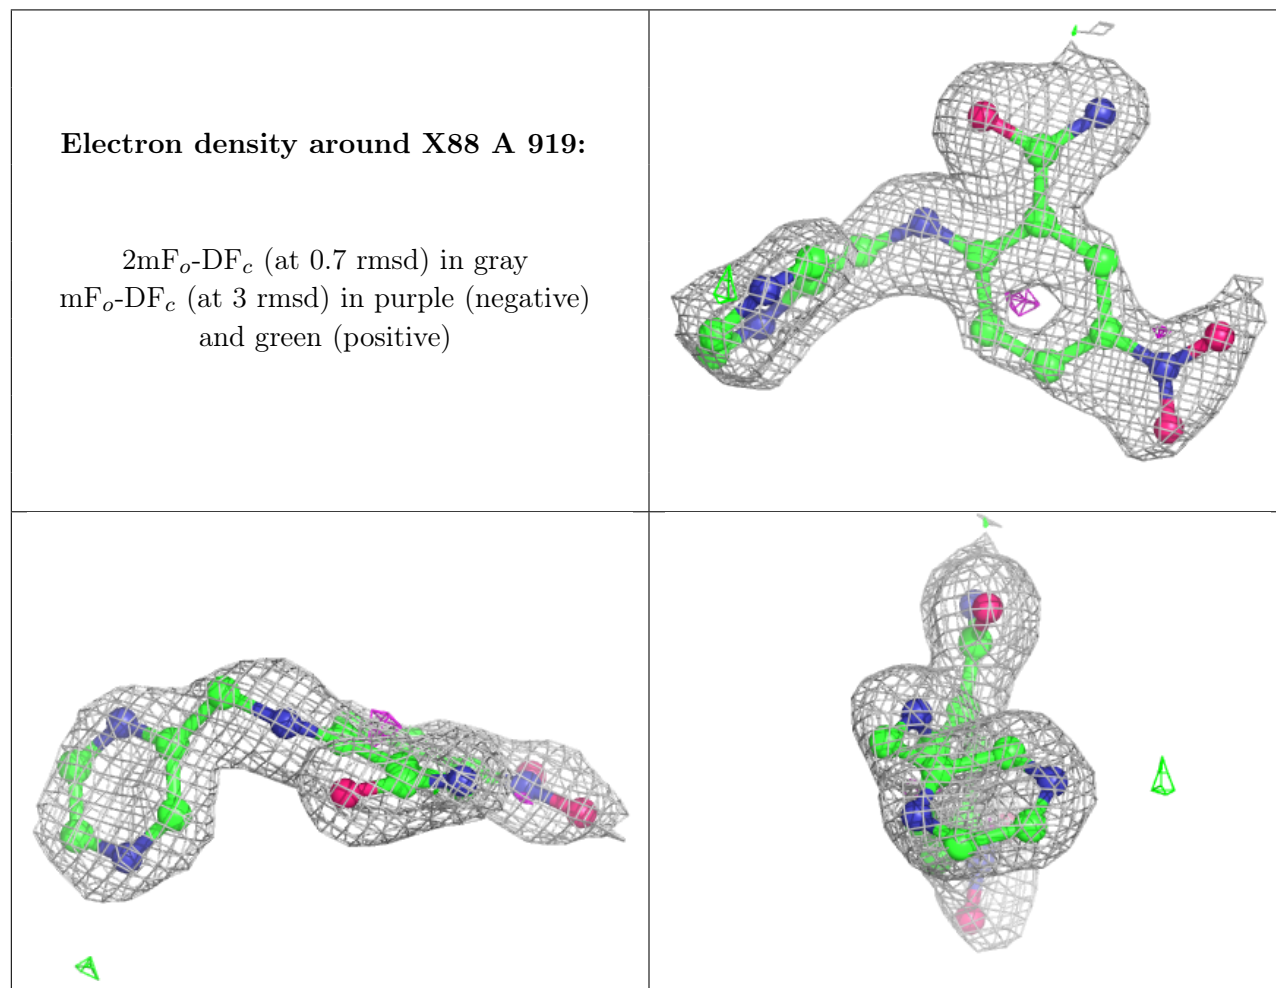 Electron density around X88 A 919:
2mFo-DFc (at 0.7 rmsd) in gray
mFo-DFc (at 3 rmsd) in purple (negative)
and green (positive)